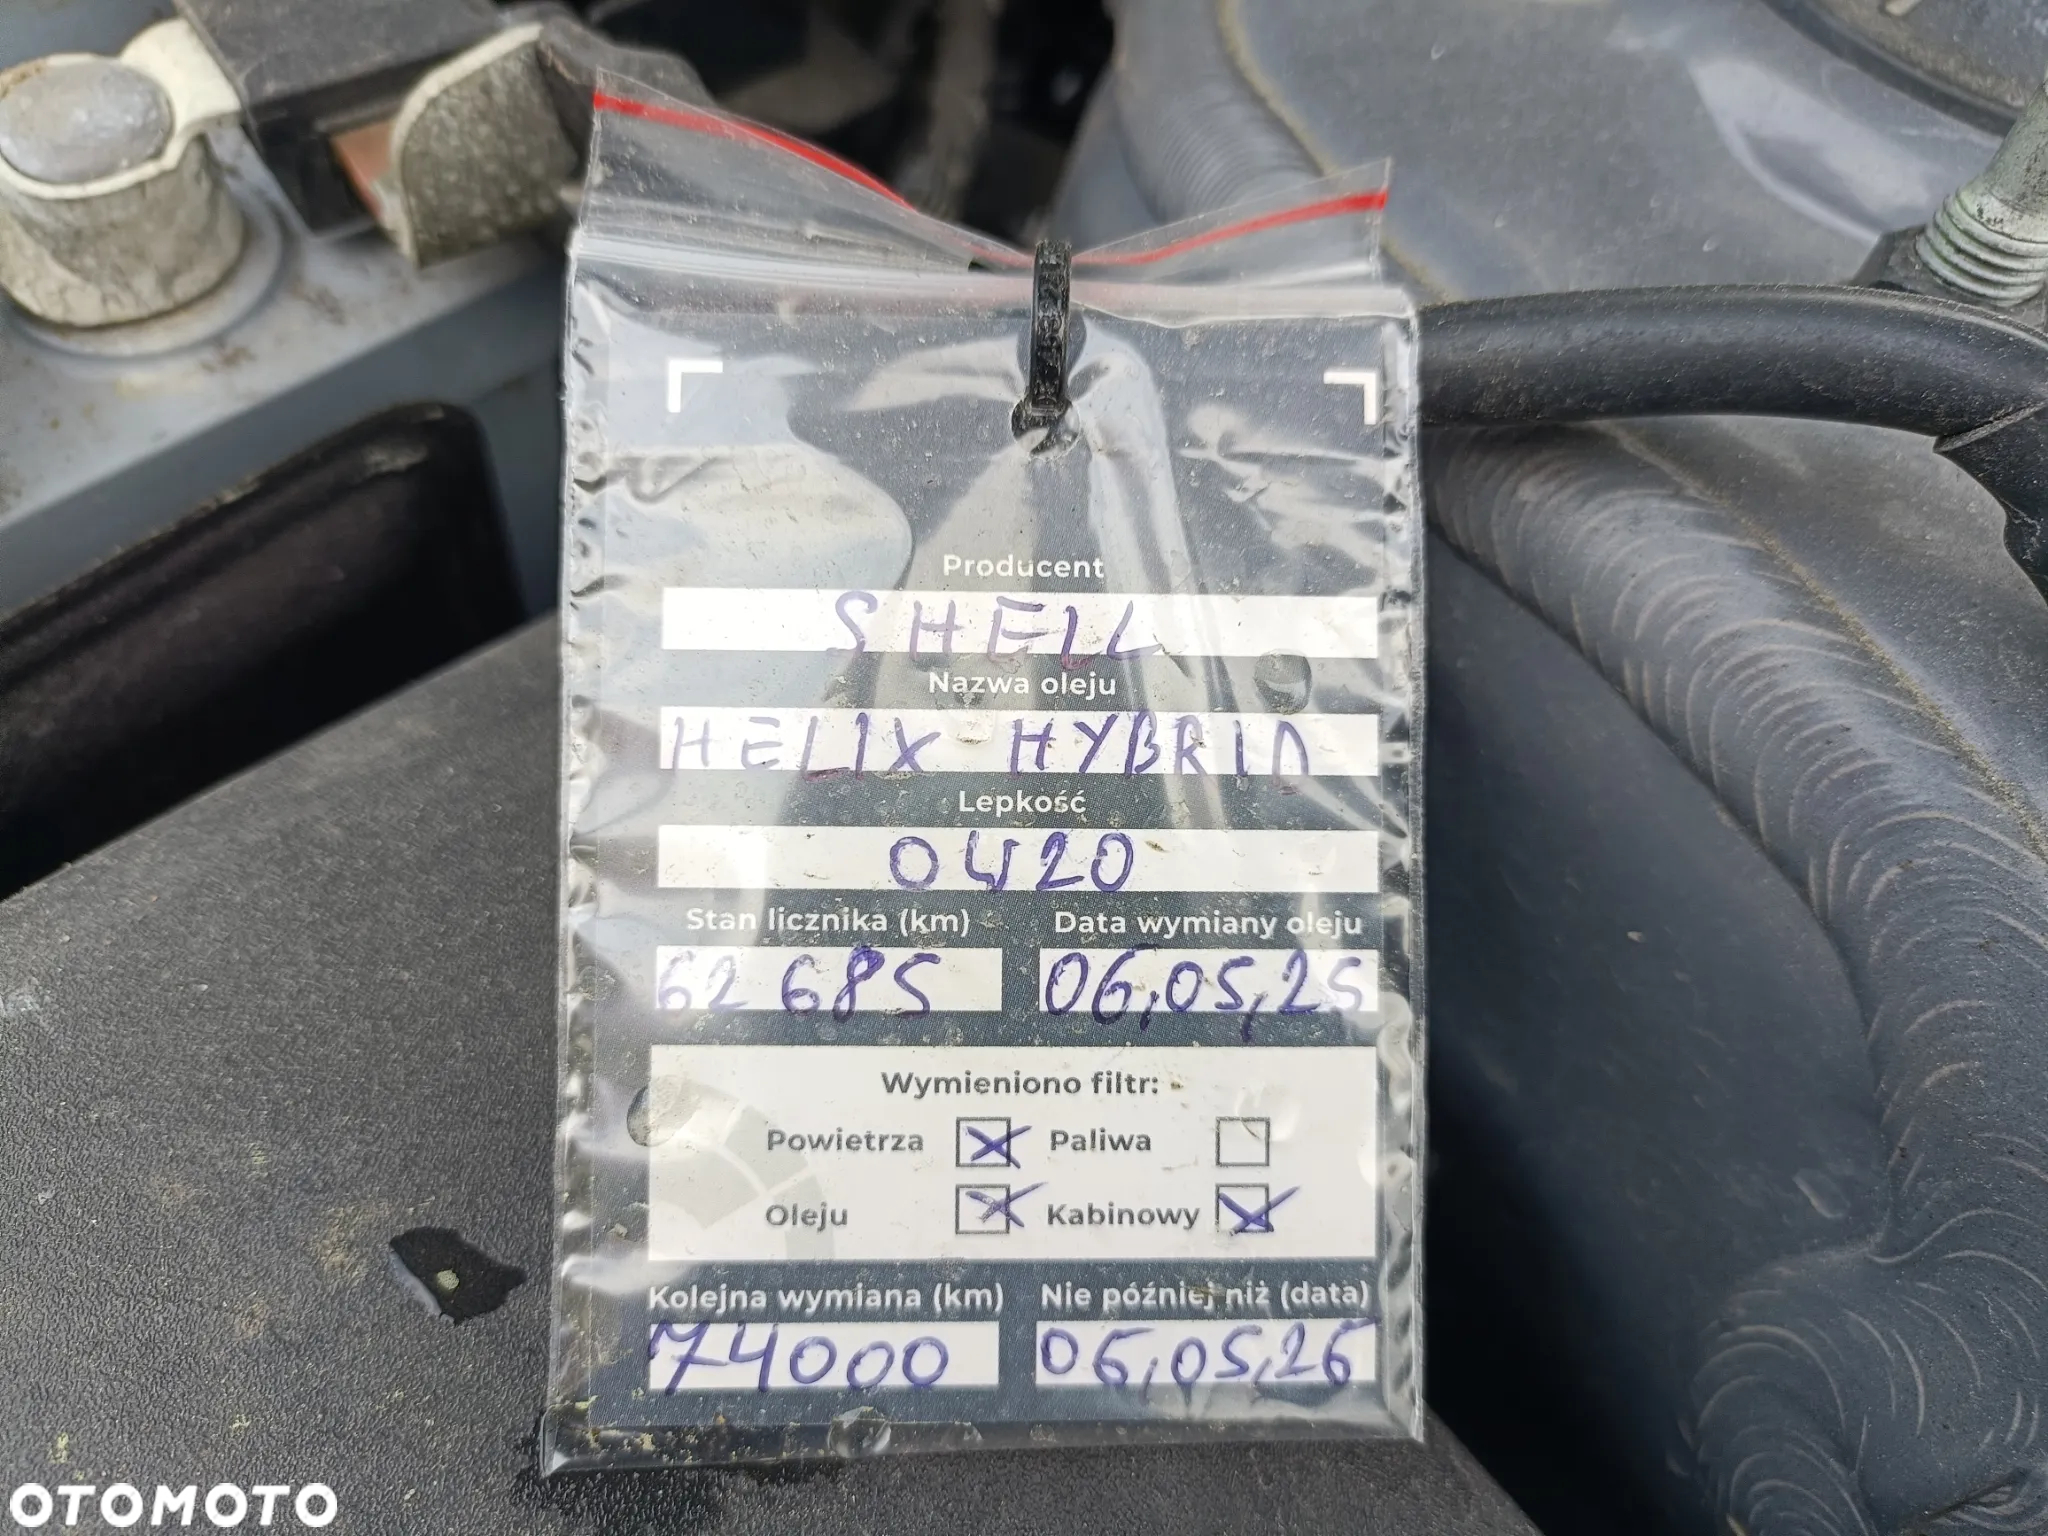 Producent
SHELL
Nazwa oleju
HELIX HYBRID
Lepkość
0W20
Stan licznika (km) Data wymiany oleju
62 685 06,05,25
Wymieniono filtr:
Powietrza Paliwa
Oleju Kabinowy
Kolejna wymiana (km) Nie później niż (data)
74000 06,05,26
OTOMOTO